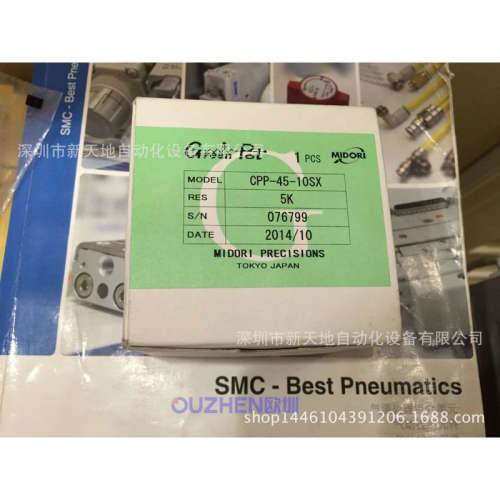 SMC - Best Pneu
深圳市新天地自动化设备有限公司
Green Pot
1 PCS
MIDORI
MODEL CPP-45-10SX
RES 5K
S/N 076799
DATE 2014/10
MIDORI PRECISIONS
TOKYO JAPAN
G
深圳市新天地自动化设备有限公司
SMC - Best Pneumatics
OUZHEN欧圳
shop1446104391206.1688.com